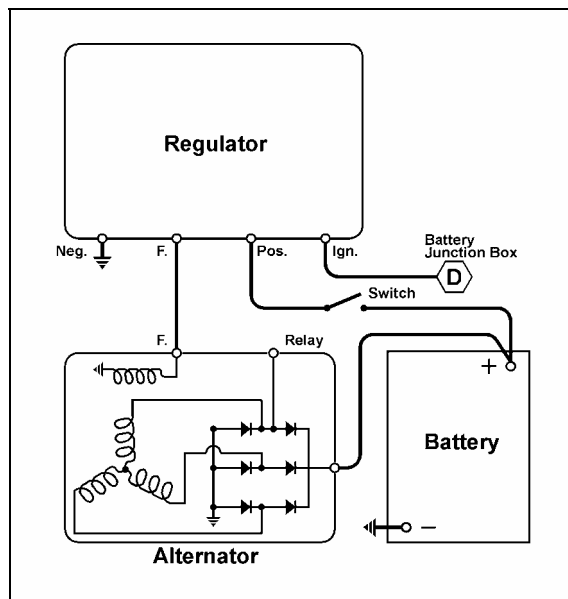 Regulator
Neg.
F.
Pos.
Ign.
Battery
Junction Box
D
Switch
F.
Relay
+
Battery
−
Alternator